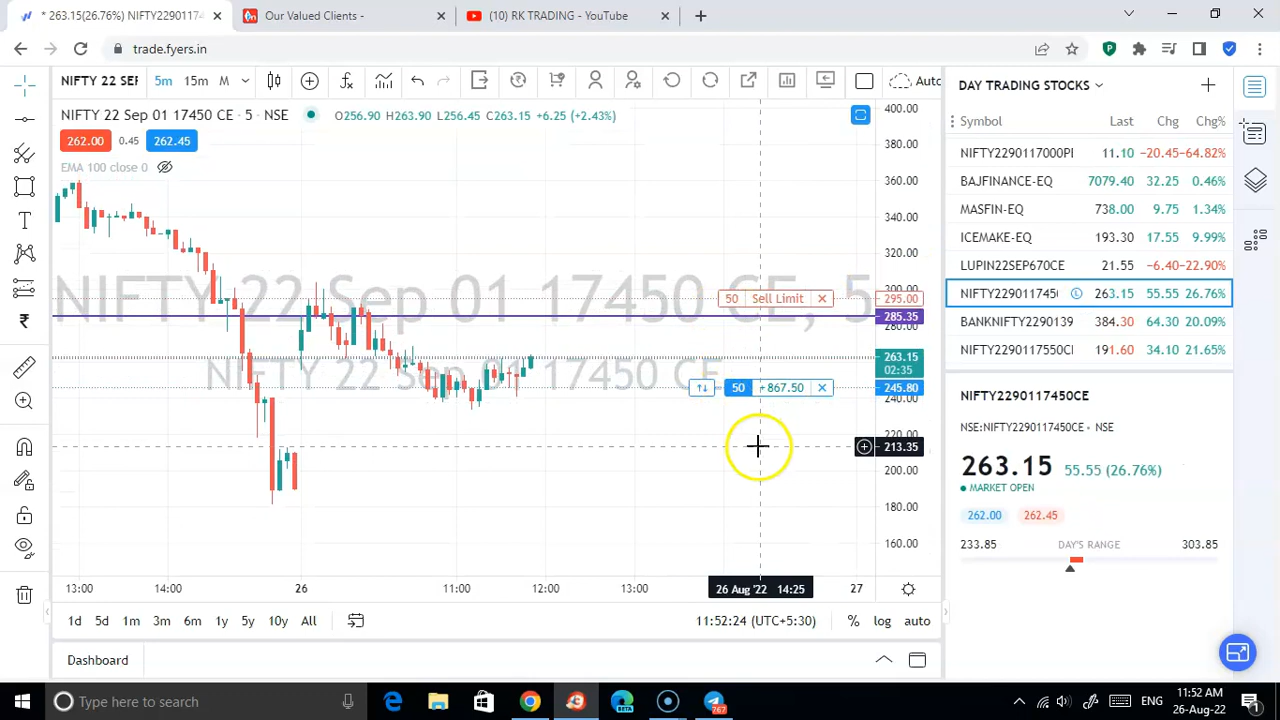 * 263.15(26.76%) NIFTY22901174
Our Valued Clients -
(10) RK TRADING - YouTube
trade.fyers.in
NIFTY 22 SEP
5m
15m
M
Auto
NIFTY 22 Sep 01 17450 CE · 5 · NSE
O256.90 H263.90 L256.45 C263.15 +6.25 (+2.43%)
262.00
0.45
262.45
EMA 100 close 0
NIFTY 22 Sep 01 17450 CE, 5
NIFTY 22 Sep 01 17450 CE
50 Sell Limit
50 +867.50
400.00
380.00
360.00
340.00
320.00
300.00
295.00
285.35
280.00
263.15
02:35
245.80
240.00
220.00
213.35
200.00
180.00
160.00
13:00
14:00
26
11:00
12:00
13:00
26 Aug '22 14:25
27
1d
5d
1m
3m
6m
1y
5y
10y
All
11:52:24 (UTC+5:30)
%
log
auto
Dashboard
DAY TRADING STOCKS
Symbol Last Chg Chg%
NIFTY2290117000PI 11.10 -20.45 -64.82%
BAJFINANCE-EQ 7079.40 32.25 0.46%
MASFIN-EQ 738.00 9.75 1.34%
ICEMAKE-EQ 193.30 17.55 9.99%
LUPIN22SEP670CE 21.55 -6.40 -22.90%
NIFTY229011745( L 263.15 55.55 26.76%
BANKNIFTY2290139 384.30 64.30 20.09%
NIFTY2290117550CI 191.60 34.10 21.65%
NIFTY2290117450CE
NSE:NIFTY2290117450CE • NSE
263.15 55.55 (26.76%)
MARKET OPEN
262.00
262.45
233.85 DAY'S RANGE 303.85
Type here to search
767
ENG
11:52 AM
26-Aug-22
1